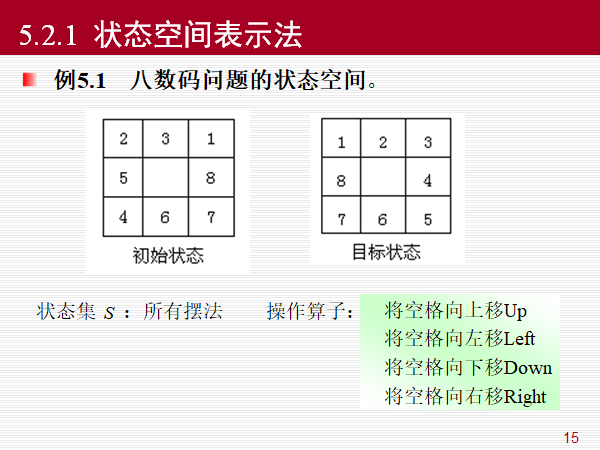 5.2.1 状态空间表示法
例5.1 八数码问题的状态空间。
2 3 1
5 8
4 6 7
初始状态
1 2 3
8 4
7 6 5
目标状态
状态集 S ：所有摆法 操作算子：
将空格向上移Up
将空格向左移Left
将空格向下移Down
将空格向右移Right
15